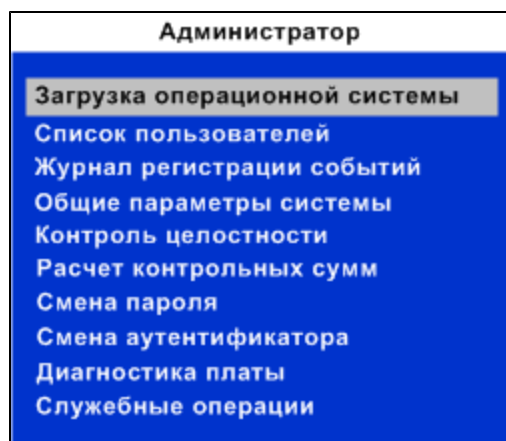 Администратор
Загрузка операционной системы
Список пользователей
Журнал регистрации событий
Общие параметры системы
Контроль целостности
Расчет контрольных сумм
Смена пароля
Смена аутентификатора
Диагностика платы
Служебные операции